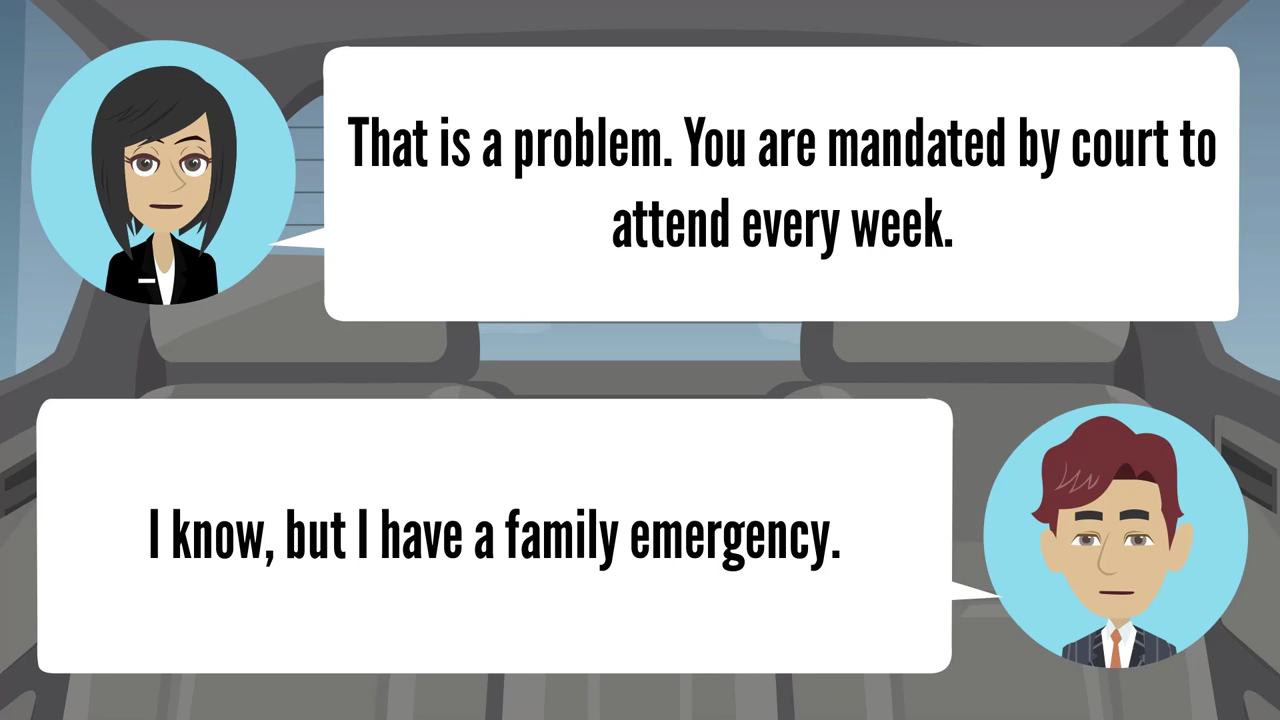 That is a problem. You are mandated by court to
attend every week.
I know, but I have a family emergency.